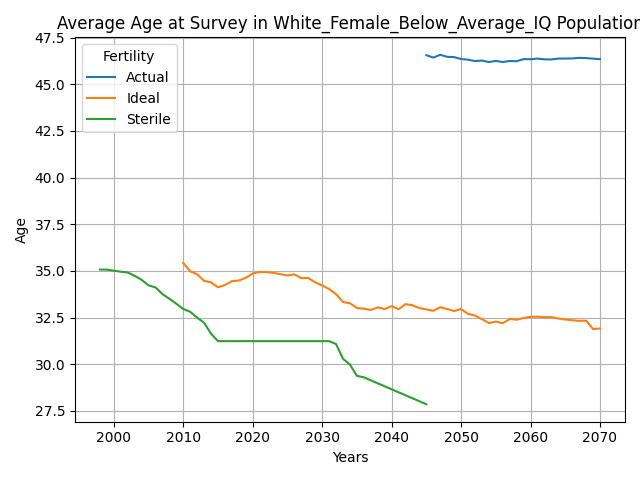 Average Age at Survey in White_Female_Below_Average_IQ Population
47.5
45.0
42.5
40.0
37.5
35.0
32.5
30.0
27.5
Age
Fertility
Actual
Ideal
Sterile
2000
2010
2020
2030
2040
2050
2060
2070
Years